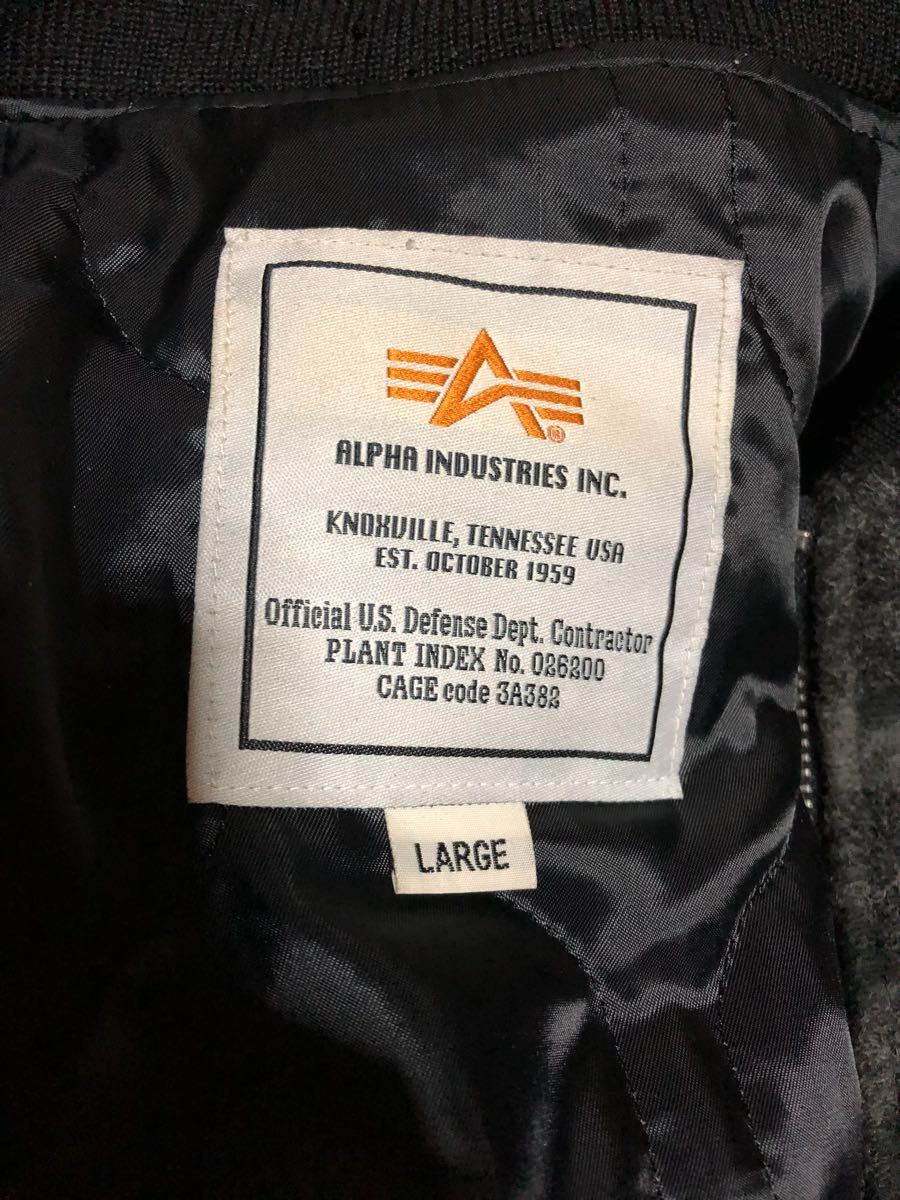 ALPHA INDUSTRIES INC.
KNOXVILLE, TENNESSEE USA
EST. OCTOBER 1959
Official U.S. Defense Dept. Contractor
PLANT INDEX No. 026200
CAGE code 3A382
LARGE